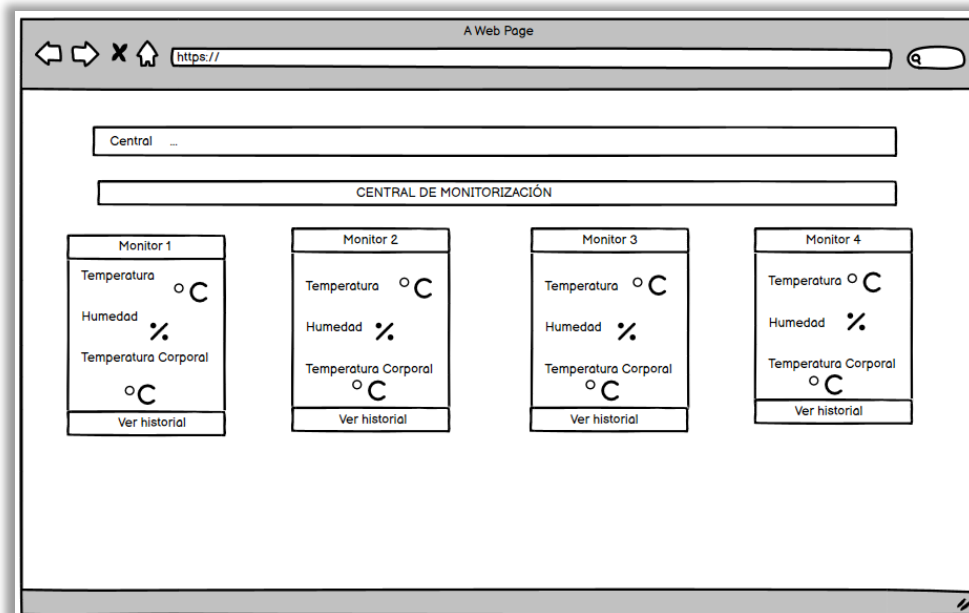 A Web Page
https://
Central ...
CENTRAL DE MONITORIZACIÓN
Monitor 1
Temperatura °C
Humedad %
Temperatura Corporal
°C
Ver historial
Monitor 2
Temperatura °C
Humedad %
Temperatura Corporal
°C
Ver historial
Monitor 3
Temperatura °C
Humedad %
Temperatura Corporal
°C
Ver historial
Monitor 4
Temperatura °C
Humedad %
Temperatura Corporal
°C
Ver historial